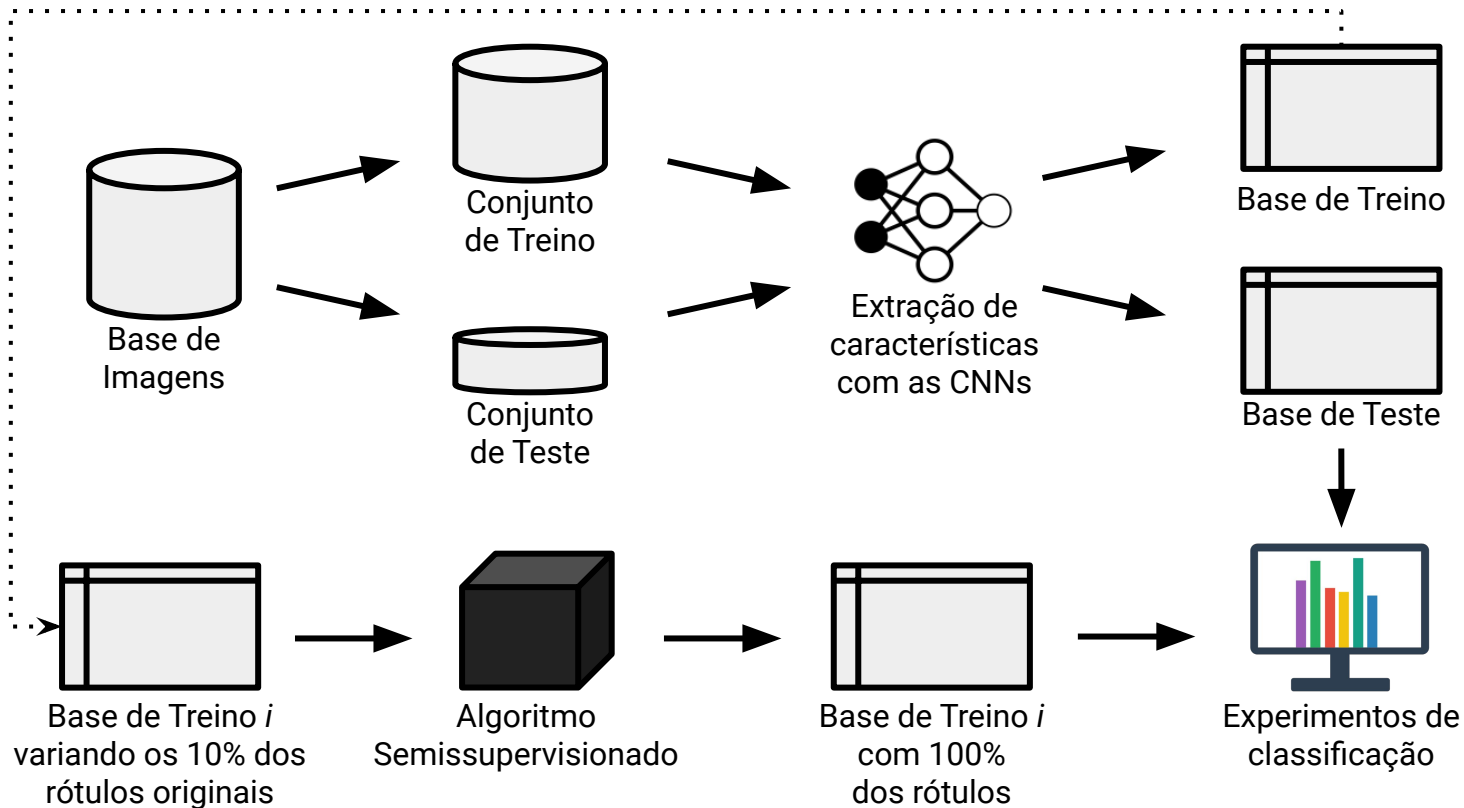 Base de
Imagens
Conjunto
de Treino
Conjunto
de Teste
Extração de
características
com as CNNs
Base de Treino
Base de Teste
Base de Treino i
variando os 10% dos
rótulos originais
Algoritmo
Semissupervisionado
Base de Treino i
com 100%
dos rótulos
Experimentos de
classificação